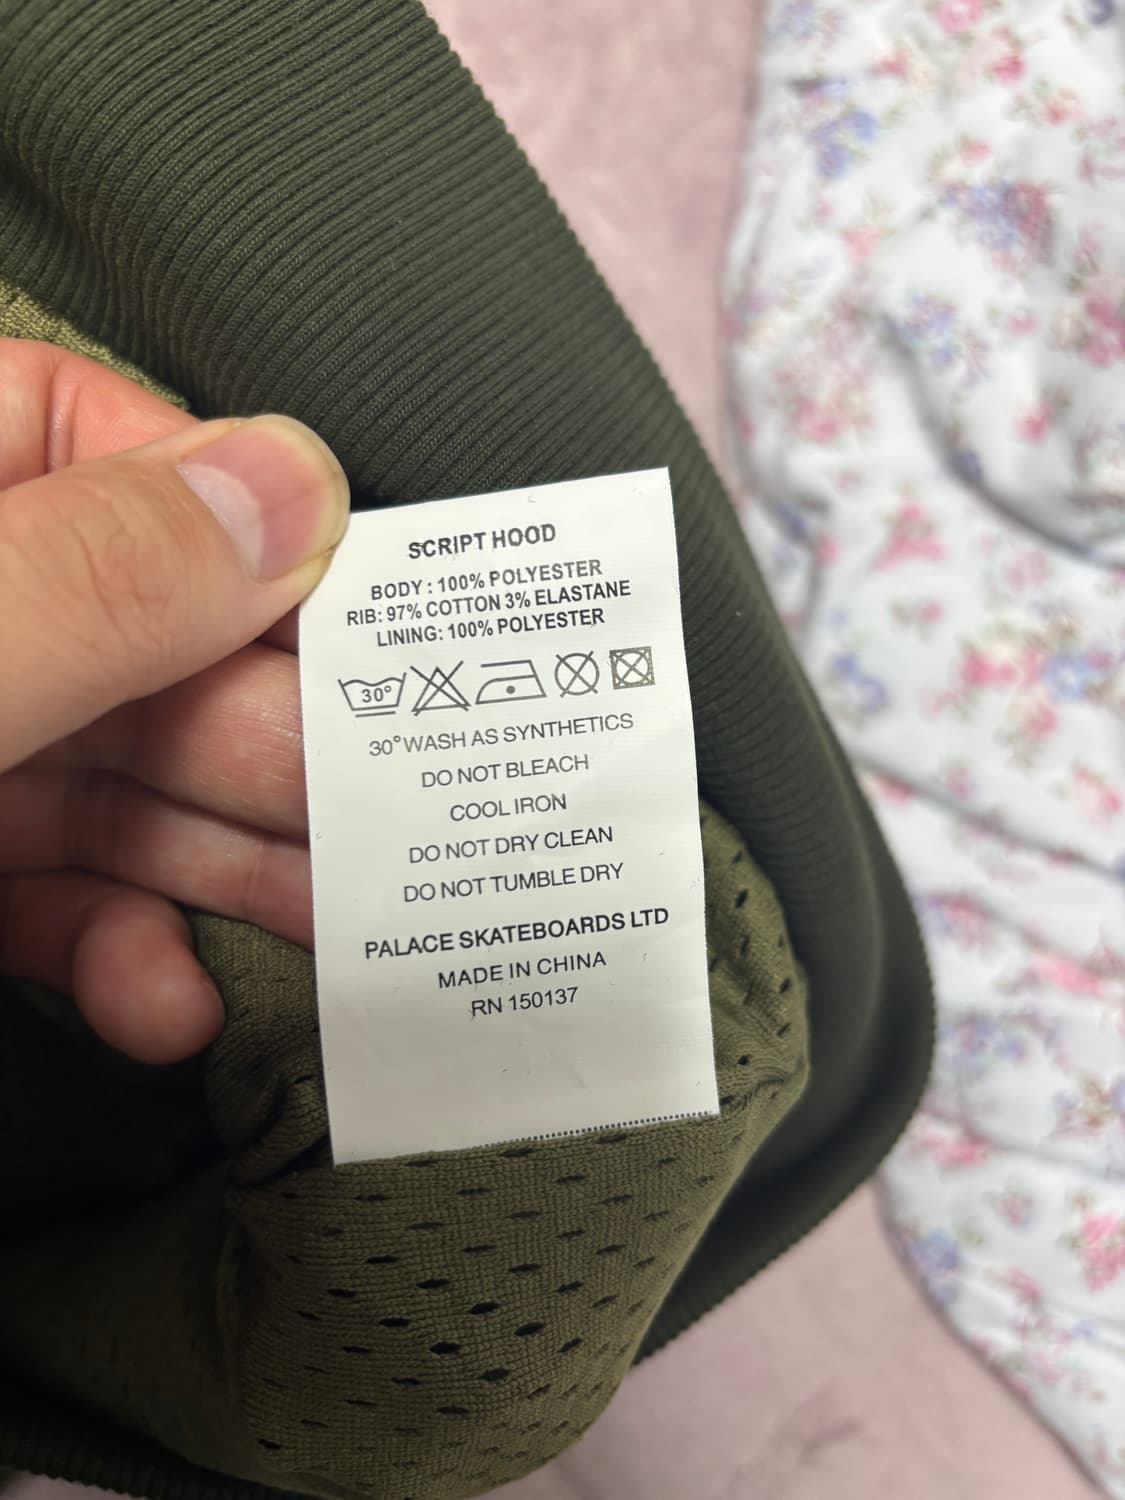 SCRIPT HOOD
BODY : 100% POLYESTER
RIB: 97% COTTON 3% ELASTANE
LINING: 100% POLYESTER
30°
30° WASH AS SYNTHETICS
DO NOT BLEACH
COOL IRON
DO NOT DRY CLEAN
DO NOT TUMBLE DRY
PALACE SKATEBOARDS LTD
MADE IN CHINA
RN 150137